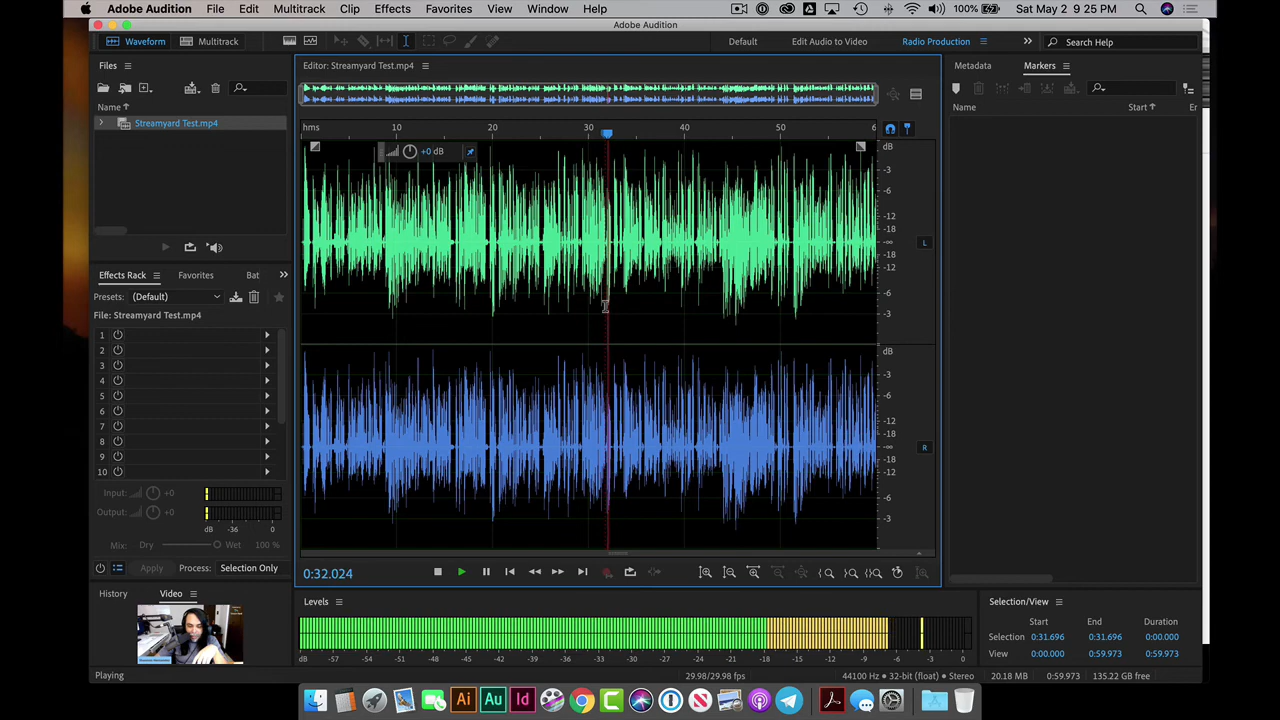 Adobe Audition File Edit Multitrack Clip Effects Favorites View Window Help 100% Sat May 2 9:25 PM
Adobe Audition
Waveform Multitrack Default Edit Audio to Video Radio Production Search Help
Files
Name
Streamyard Test.mp4
Editor: Streamyard Test.mp4
hms 10 20 30 40 50 6
+0 dB
dB
-3
-6
-12
-18
-∞
-18
-12
-6
-3
L
dB
-3
-6
-12
-18
-∞
-18
-12
-6
-3
R
Metadata Markers
Name Start Er
Effects Rack Favorites Bat
Presets: (Default)
File: Streamyard Test.mp4
1
2
3
4
5
6
7
8
9
10
Input: +0
Output: +0
dB -36 0
Mix: Dry Wet 100 %
Apply Process: Selection Only
0:32.024
History Video
Levels
dB -57 -54 -51 -48 -45 -42 -39 -36 -33 -30 -27 -24 -21 -18 -15 -12 -9 -6 -3 0
Selection/View
Start End Duration
Selection 0:31.696 0:31.696 0:00.000
View 0:00.000 0:59.973 0:59.973
Playing 29.98/29.98 fps 44100 Hz • 32-bit (float) • Stereo 20.18 MB 0:59.973 135.22 GB free
Ai Au Id